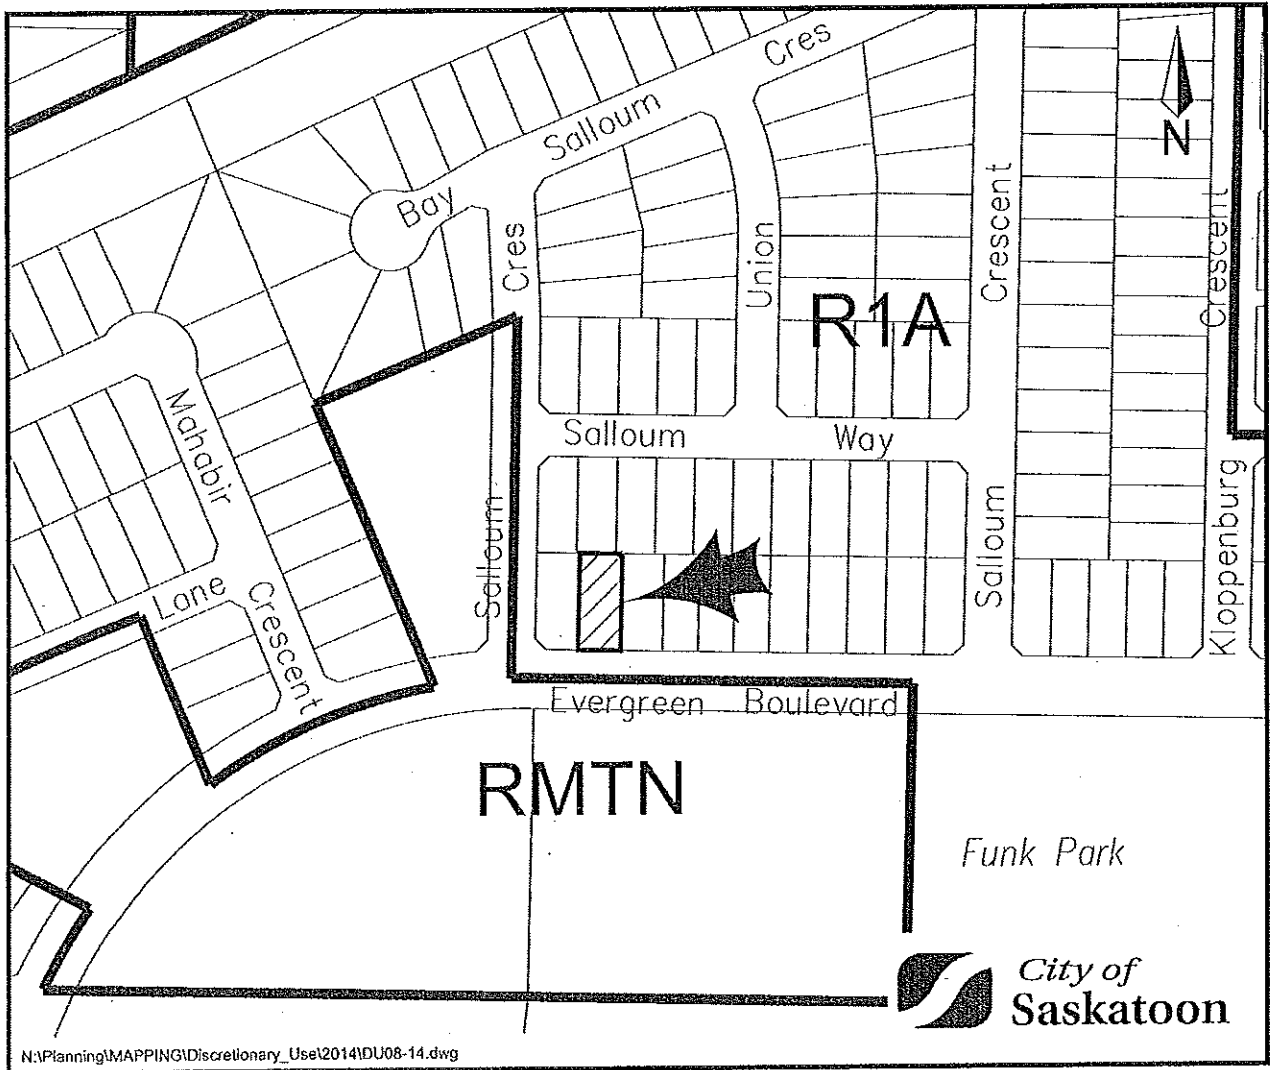 Cres
Salloum
N
Bay
Cres
Union
Crescent
Crescent
R1A
Mahabir
Salloum
Way
Salloum
Salloum
Kloppenburg
Lane
Crescent
Evergreen Boulevard
RMTN
Funk Park
City of
Saskatoon
N:\Planning\MAPPING\Discretionary_Use\2014\DU08-14.dwg